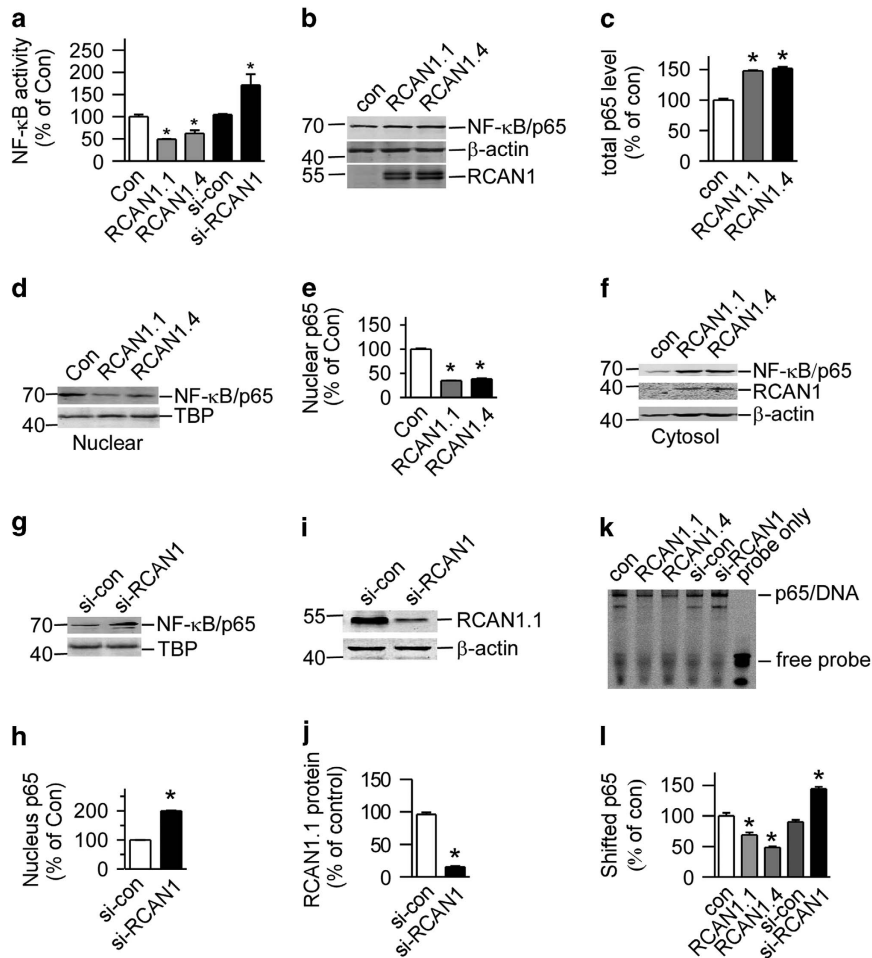 a
NF-κB activity
(% of Con)
250
200
150
100
50
0
*
*
*
Con
RCAN1.1
RCAN1.4
si-con
si-RCAN1
b
con
RCAN1.1
RCAN1.4
70
40
55
NF-κB/p65
β-actin
RCAN1
c
total p65 level
(% of con)
150
100
50
0
*
*
con
RCAN1.1
RCAN1.4
d
Con
RCAN1.1
RCAN1.4
70
40
NF-κB/p65
TBP
Nuclear
e
Nuclear p65
(% of Con)
150
100
50
0
*
*
Con
RCAN1.1
RCAN1.4
f
con
RCAN1.1
RCAN1.4
70
40
40
NF-κB/p65
RCAN1
β-actin
Cytosol
g
si-con
si-RCAN1
70
40
NF-κB/p65
TBP
i
si-con
si-RCAN1
55
40
RCAN1.1
β-actin
k
con
RCAN1.1
RCAN1.4
si-con
si-RCAN1
probe only
p65/DNA
free probe
h
Nucleus p65
(% of Con)
200
100
0
*
si-con
si-RCAN1
j
RCAN1.1 protein
(% of control)
150
100
50
0
*
si-con
si-RCAN1
l
Shifted p65
(% of con)
150
100
50
0
*
*
*
con
RCAN1.1
RCAN1.4
si-con
si-RCAN1